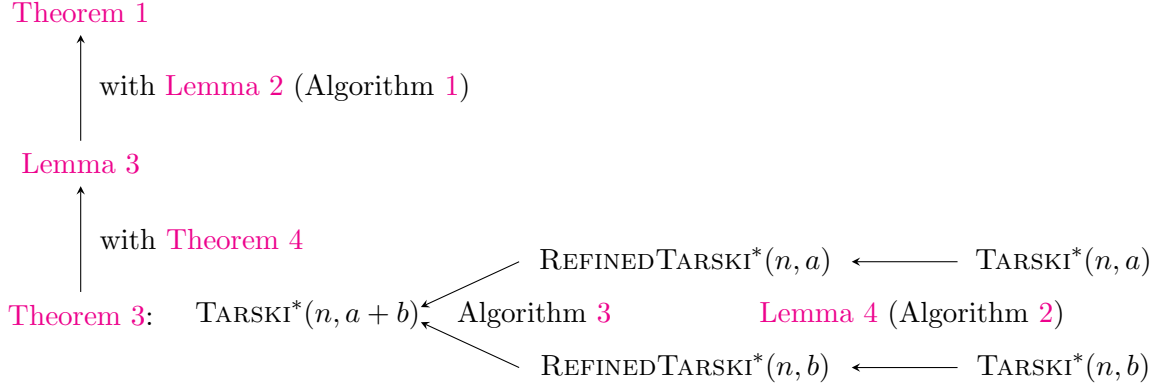 Theorem 1
with Lemma 2 (Algorithm 1)
Lemma 3
with Theorem 4
REFINEDTARSKI*(n, a) TARSKI*(n, a)
Theorem 3: TARSKI*(n, a + b) Algorithm 3 Lemma 4 (Algorithm 2)
REFINEDTARSKI*(n, b) TARSKI*(n, b)